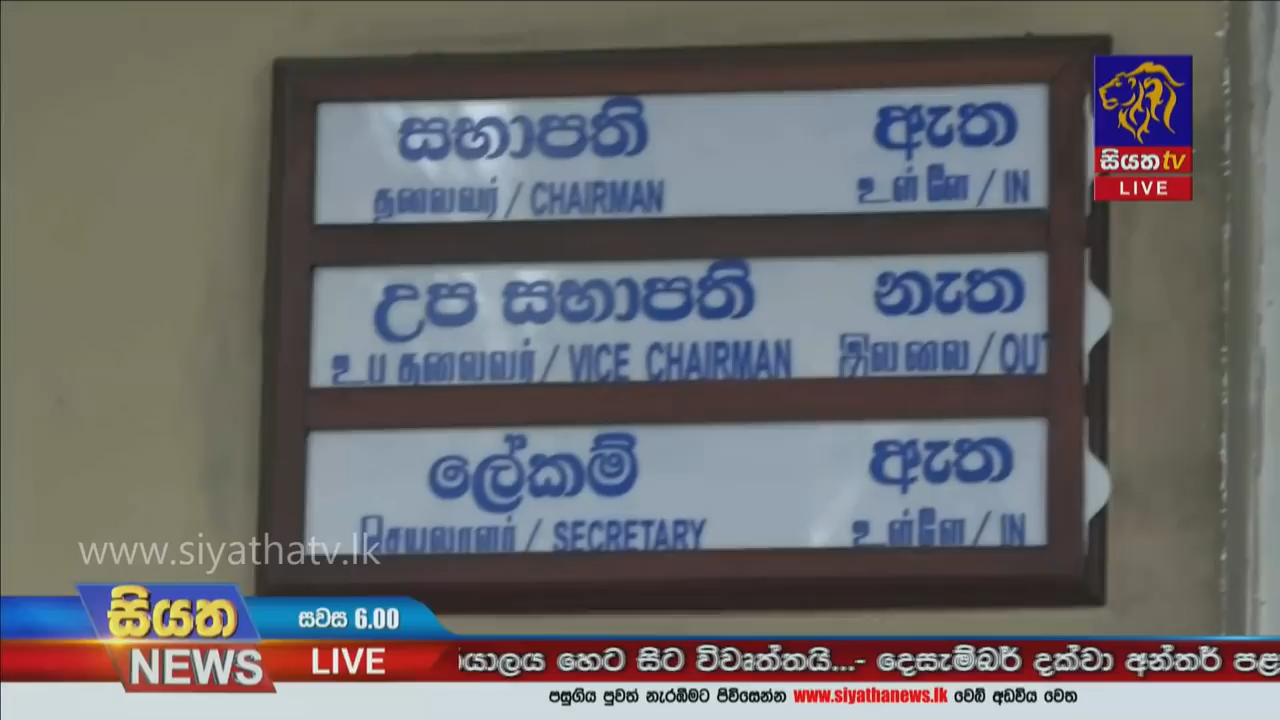 සභාපති ඇත
தலைவர் / CHAIRMAN உள்ளே / IN
උප සභාපති නැත
உப தலைவர் / VICE CHAIRMAN இல்லை / OUT
ලේකම් ඇත
செயலாளர் / SECRETARY உள்ளே / IN
සියත tv
LIVE
www.siyathatv.lk
සියත NEWS
සවස 6.00
LIVE
යාලය හෙට සිට විවෘත්තයි...- දෙසැම්බර් දක්වා අන්තර් පළ
පසුගිය පුවත් නැරඹීමට පිවිසෙන්න www.siyathanews.lk වෙබ් අඩවිය වෙත